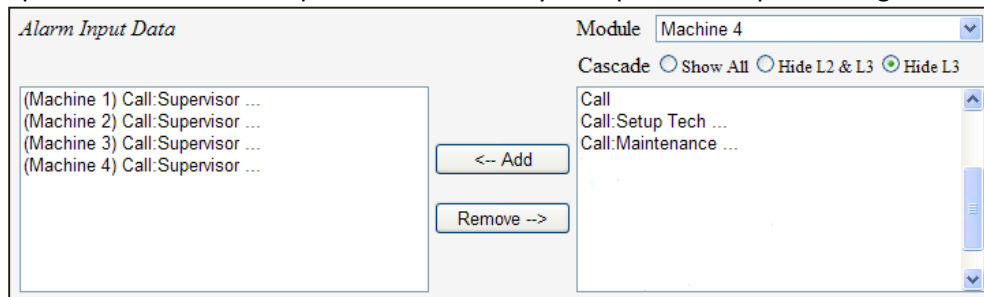 Alarm Input Data
Module Machine 4
Cascade Show All Hide L2 & L3 Hide L3
(Machine 1) Call:Supervisor ...
(Machine 2) Call:Supervisor ...
(Machine 3) Call:Supervisor ...
(Machine 4) Call:Supervisor ...
<-- Add
Remove -->
Call
Call:Setup Tech ...
Call:Maintenance ...